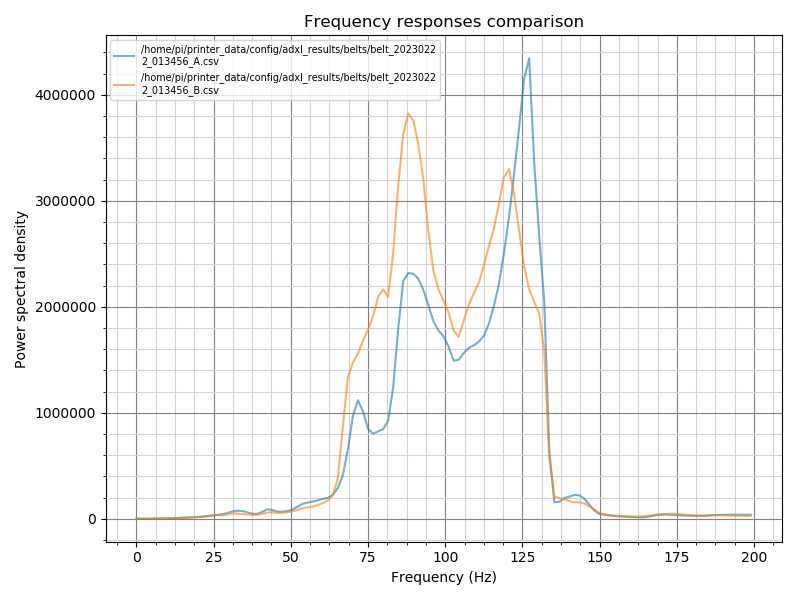 Frequency responses comparison
/home/pi/printer_data/config/adxl_results/belts/belt_2023022
2_013456_A.csv
/home/pi/printer_data/config/adxl_results/belts/belt_2023022
2_013456_B.csv
Power spectral density
4000000
3000000
2000000
1000000
0
0 25 50 75 100 125 150 175 200
Frequency (Hz)